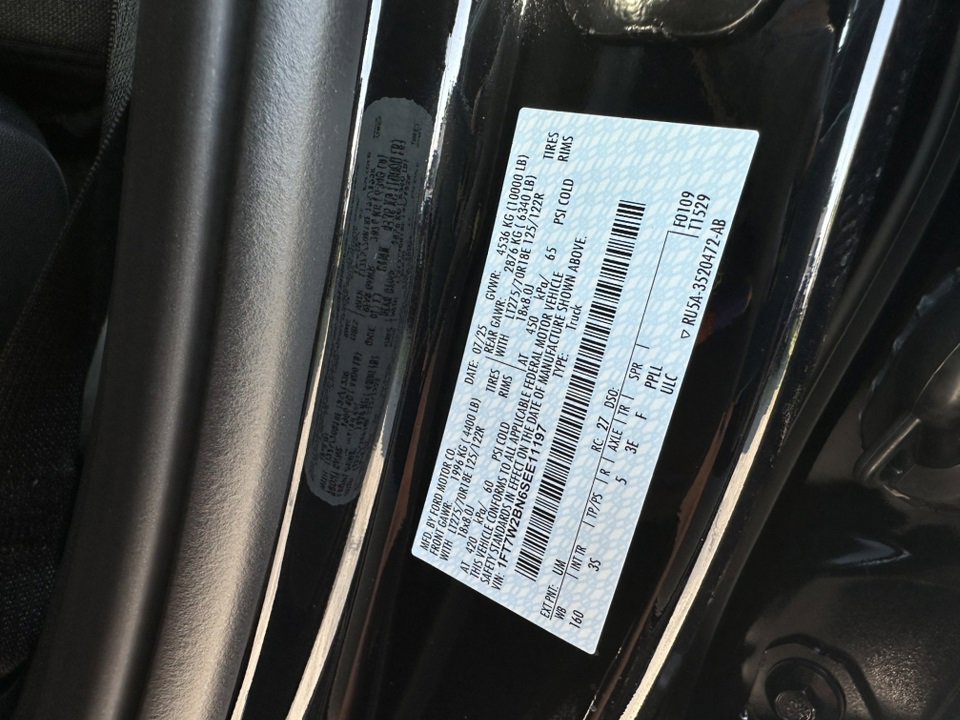 MFD. BY FORD MOTOR CO. DATE: 07/25 GVWR: 4536 KG (10000 LB)
FRONT GAWR: 1996 KG ( 4400 LB) REAR GAWR: 2876 KG ( 6340 LB)
WITH LT275/70R18E 125/122R TIRES WITH LT275/70R18E 125/122R TIRES
18x8.0J RIMS 18x8.0J RIMS
AT 420 kPa/ 60 PSI COLD AT 450 kPa/ 65 PSI COLD
THIS VEHICLE CONFORMS TO ALL APPLICABLE FEDERAL MOTOR VEHICLE
SAFETY STANDARDS IN EFFECT ON THE DATE OF MANUFACTURE SHOWN ABOVE.
VIN: 1FT7W2BN6SEE11197 TYPE: Truck
EXT PNT: UM RC: 27 DSO: F0109
WB INT TR TP/PS R AXLE TR SPR T1529
160 3S 5 3E F PPLL
ULC
▽ RU5A-3520472-AB